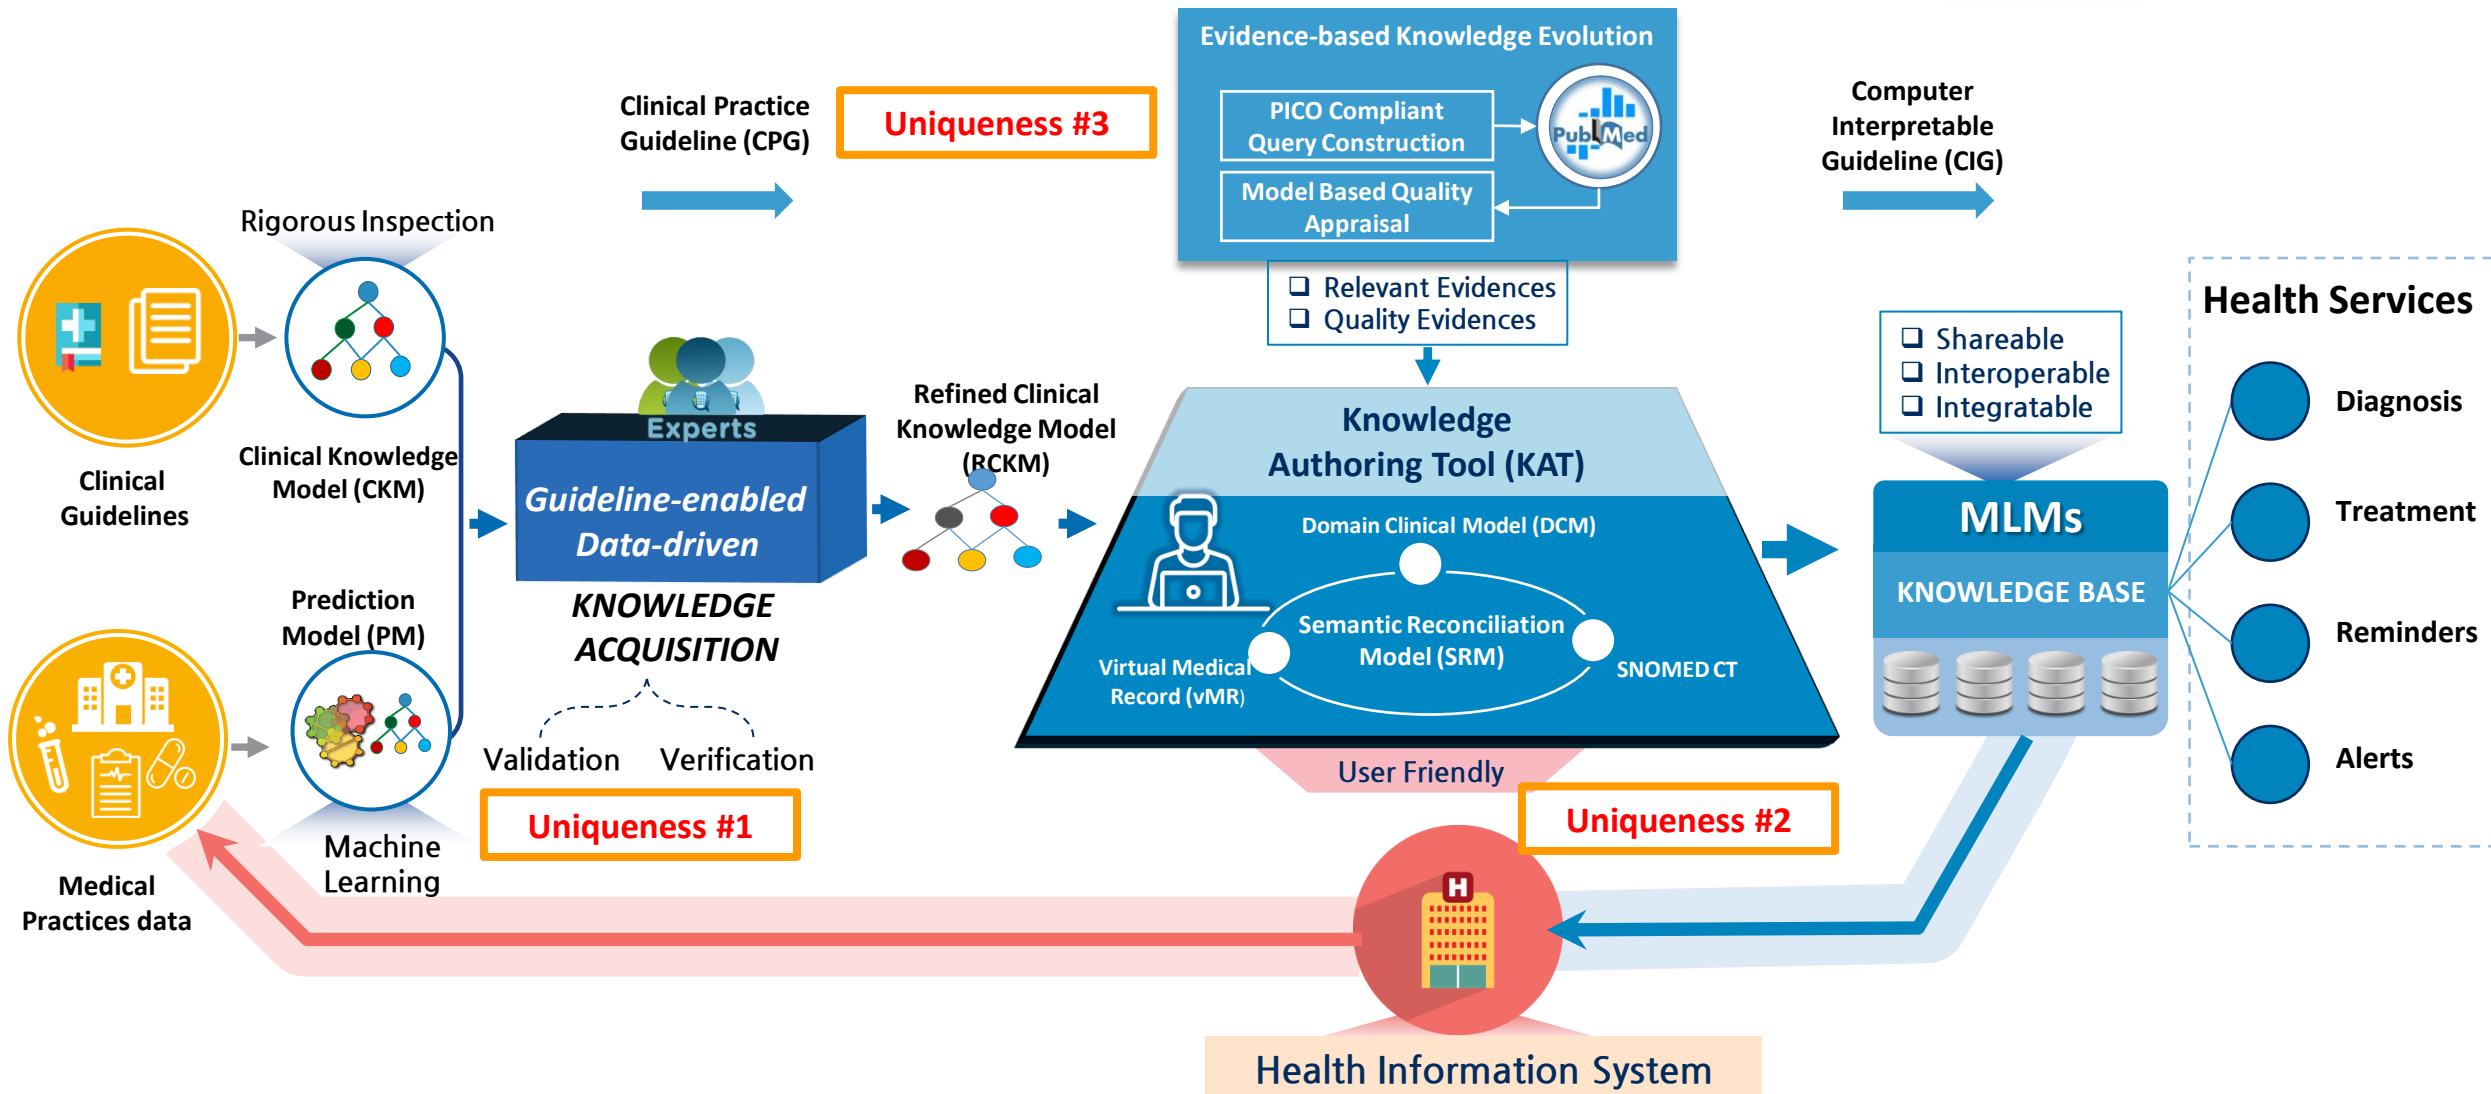 Evidence-based Knowledge Evolution
PICO Compliant
Query Construction
PubMed
Model Based Quality
Appraisal
Clinical Practice
Guideline (CPG)
Uniqueness #3
Computer
Interpretable
Guideline (CIG)
Relevant Evidences
Quality Evidences
Rigorous Inspection
Clinical
Guidelines
Clinical Knowledge
Model (CKM)
Prediction
Model (PM)
Medical
Practices data
Machine
Learning
Experts
Guideline-enabled
Data-driven
KNOWLEDGE
ACQUISITION
Validation
Verification
Uniqueness #1
Refined Clinical
Knowledge Model
(RCKM)
Knowledge
Authoring Tool (KAT)
Domain Clinical Model (DCM)
Semantic Reconciliation
Model (SRM)
Virtual Medical
Record (vMR)
SNOMED CT
User Friendly
Uniqueness #2
Shareable
Interoperable
Integratable
MLMs
KNOWLEDGE BASE
Health Services
Diagnosis
Treatment
Reminders
Alerts
H
Health Information System